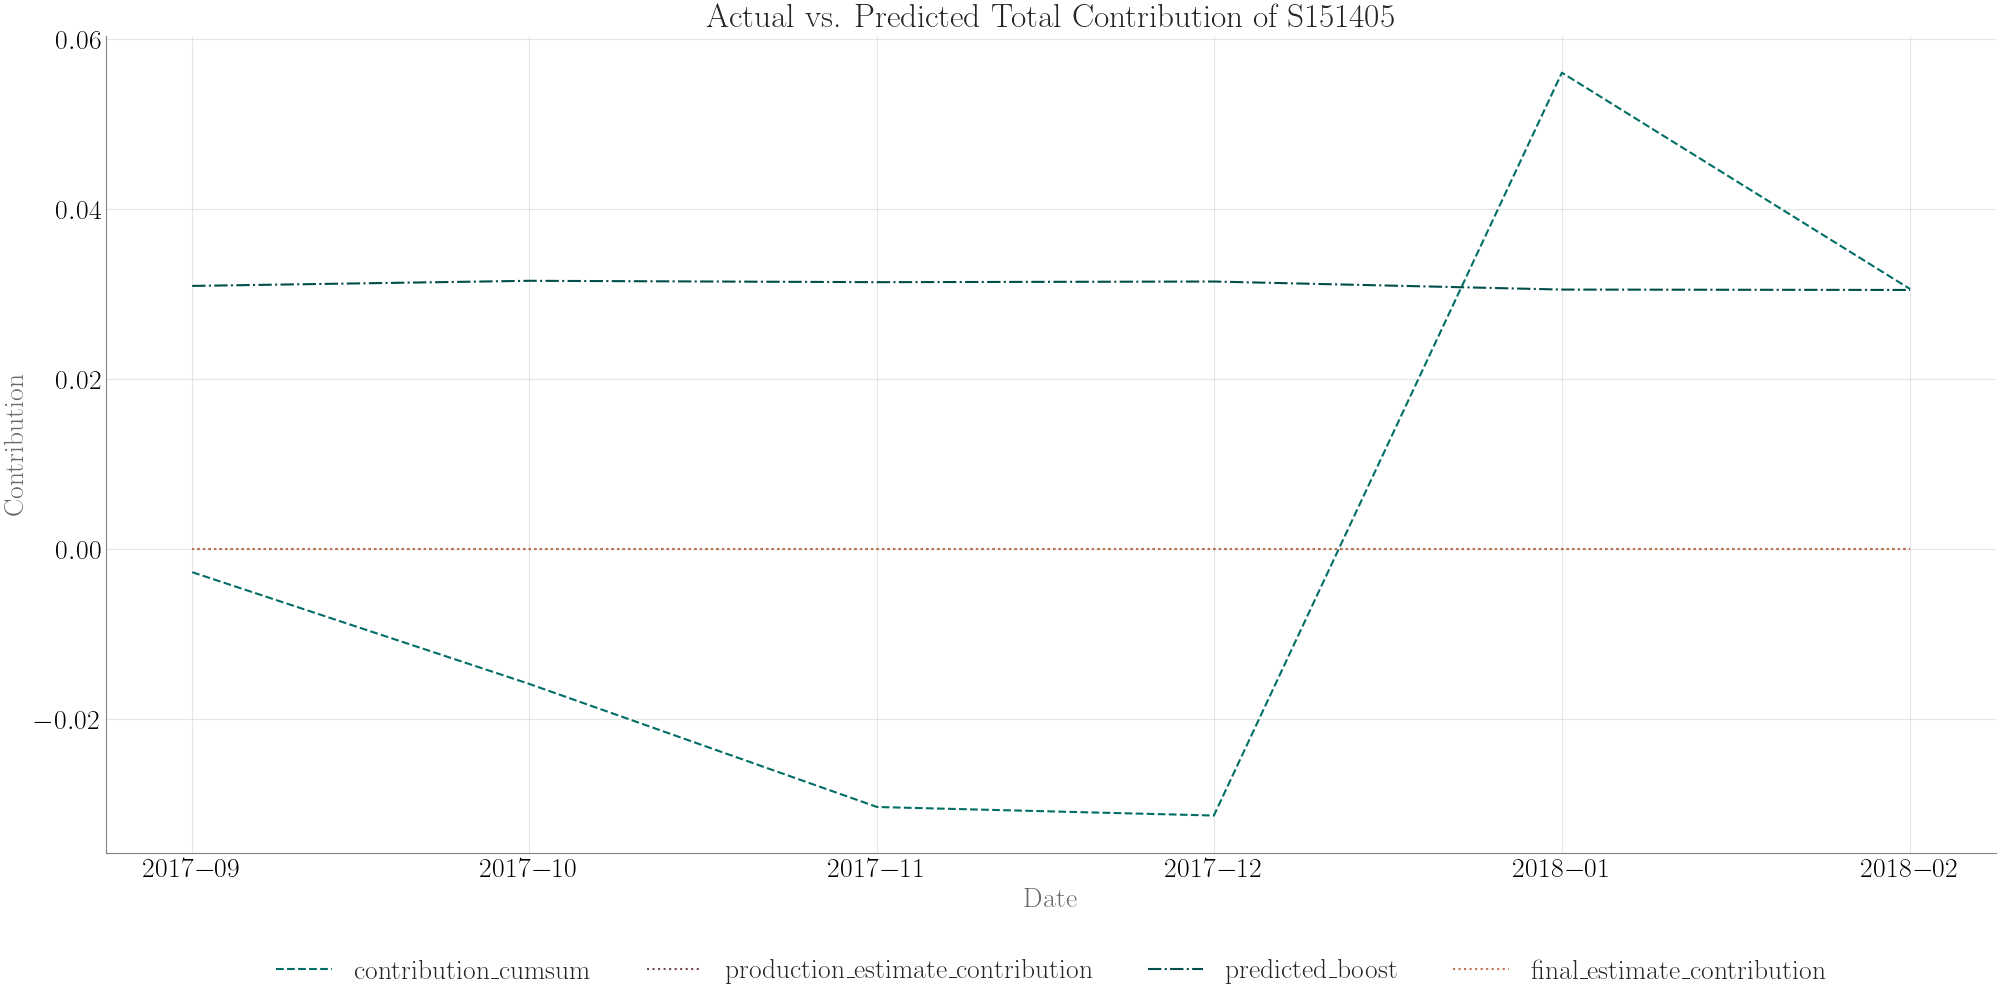 Actual vs. Predicted Total Contribution of S151405
0.06
0.04
0.02
0.00
−0.02
Contribution
2017−09 2017−10 2017−11 2017−12 2018−01 2018−02
Date
contribution_cumsum production_estimate_contribution predicted_boost final_estimate_contribution